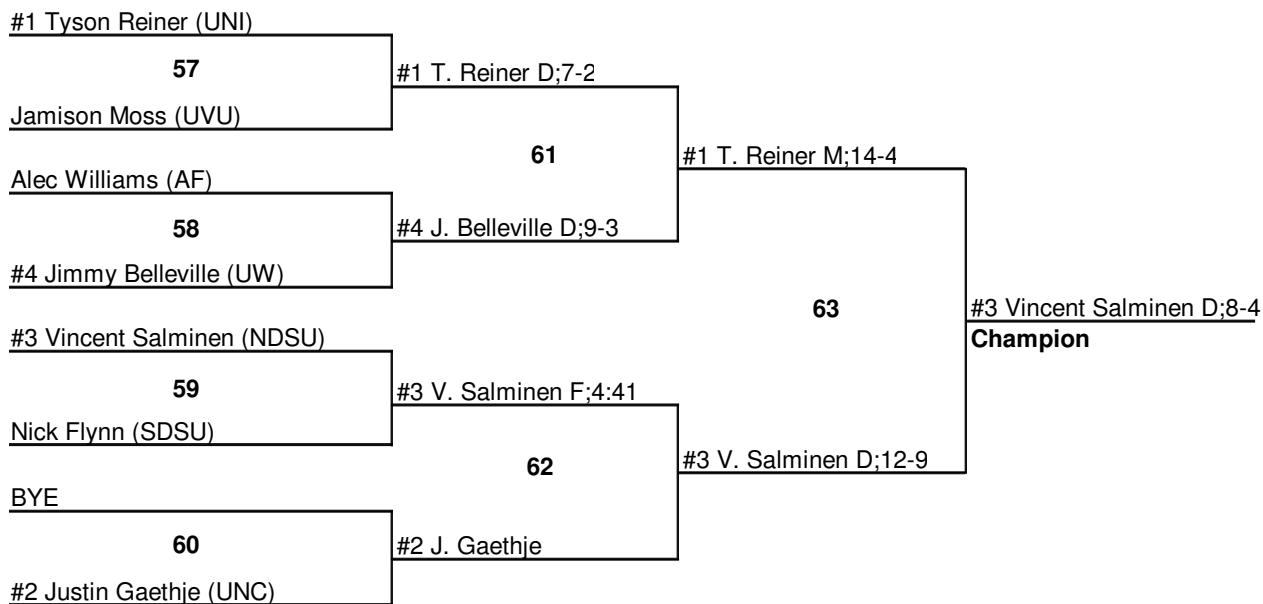 #1 Tyson Reiner (UNI)
57
#1 T. Reiner D;7-2
Jamison Moss (UVU)
61
#1 T. Reiner M;14-4
Alec Williams (AF)
58
#4 J. Belleville D;9-3
#4 Jimmy Belleville (UW)
63
#3 Vincent Salminen D;8-4
Champion
#3 Vincent Salminen (NDSU)
59
#3 V. Salminen F;4:41
Nick Flynn (SDSU)
62
#3 V. Salminen D;12-9
BYE
60
#2 J. Gaethje
#2 Justin Gaethje (UNC)